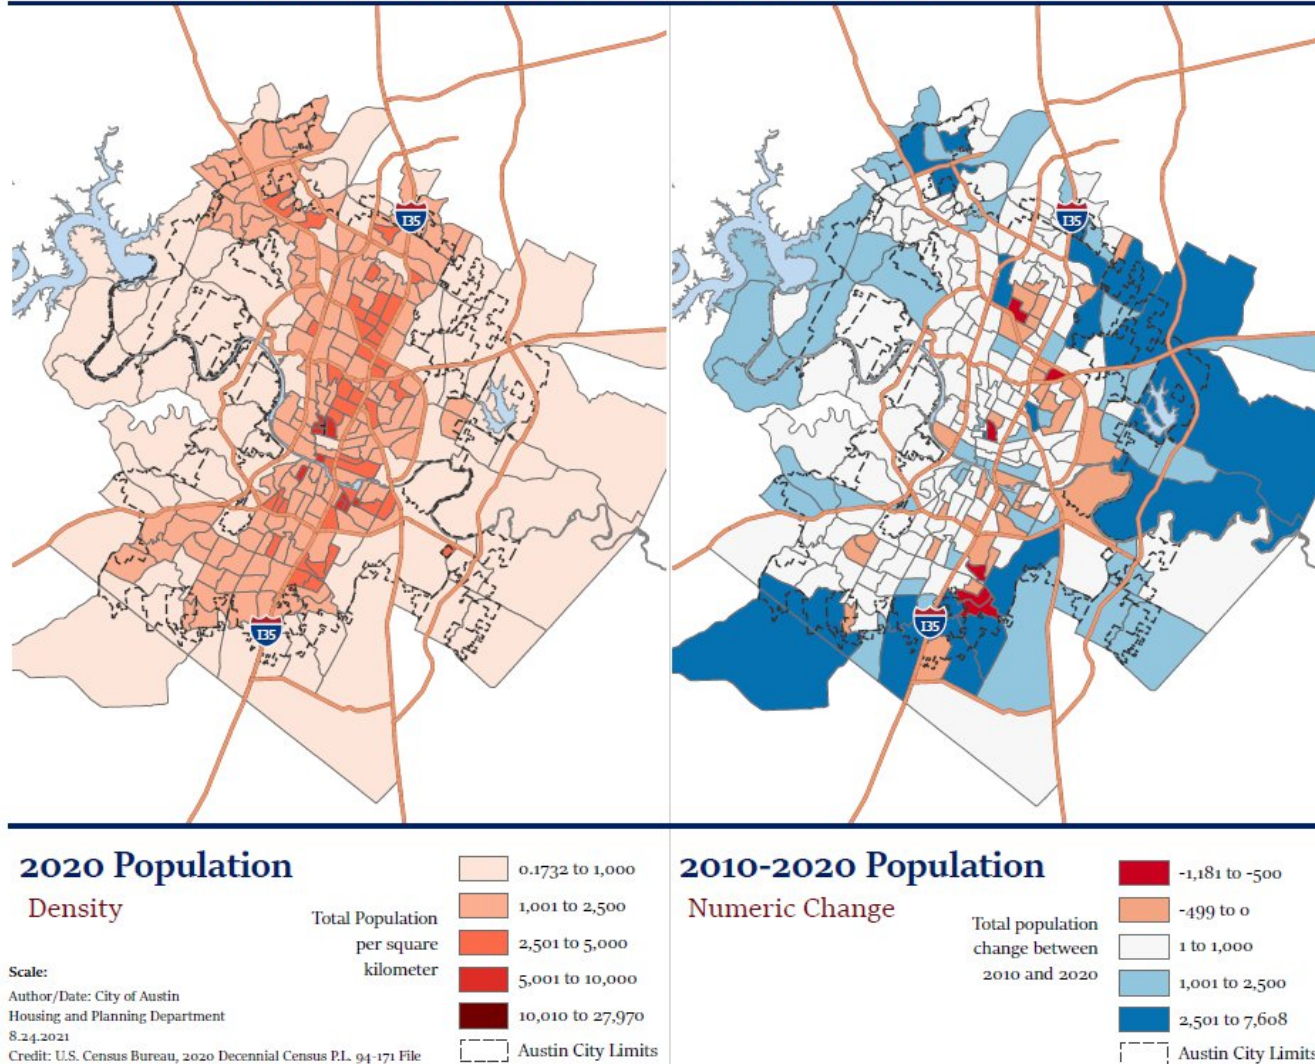 I35
I35
I35
I35
2020 Population
Density
Total Population
per square
kilometer
0.1732 to 1,000
1,001 to 2,500
2,501 to 5,000
5,001 to 10,000
10,010 to 27,970
Austin City Limits
Scale:
Author/Date: City of Austin
Housing and Planning Department
8.24.2021
Credit: U.S. Census Bureau, 2020 Decennial Census P.L. 94-171 File
2010-2020 Population
Numeric Change
Total population
change between
2010 and 2020
-1,181 to -500
-499 to 0
1 to 1,000
1,001 to 2,500
2,501 to 7,608
Austin City Limits